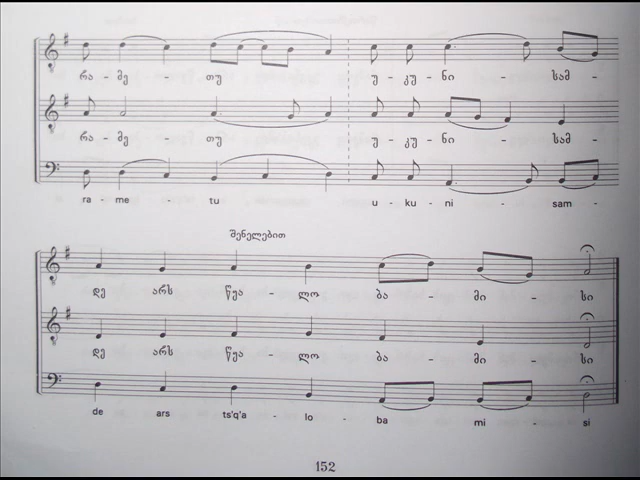 რა მე - თუ უ - კუ - ნი - სამ -
რა მე - თუ უ - კუ - ნი - სამ -
ra - me - tu u - ku - ni - sam -
შენელებით
დე არს წყა - ლო - ბა - მი - სი
დე არს წყა - ლო - ბა - მი - სი
de ars ts'q'a - lo - ba - mi - si
152